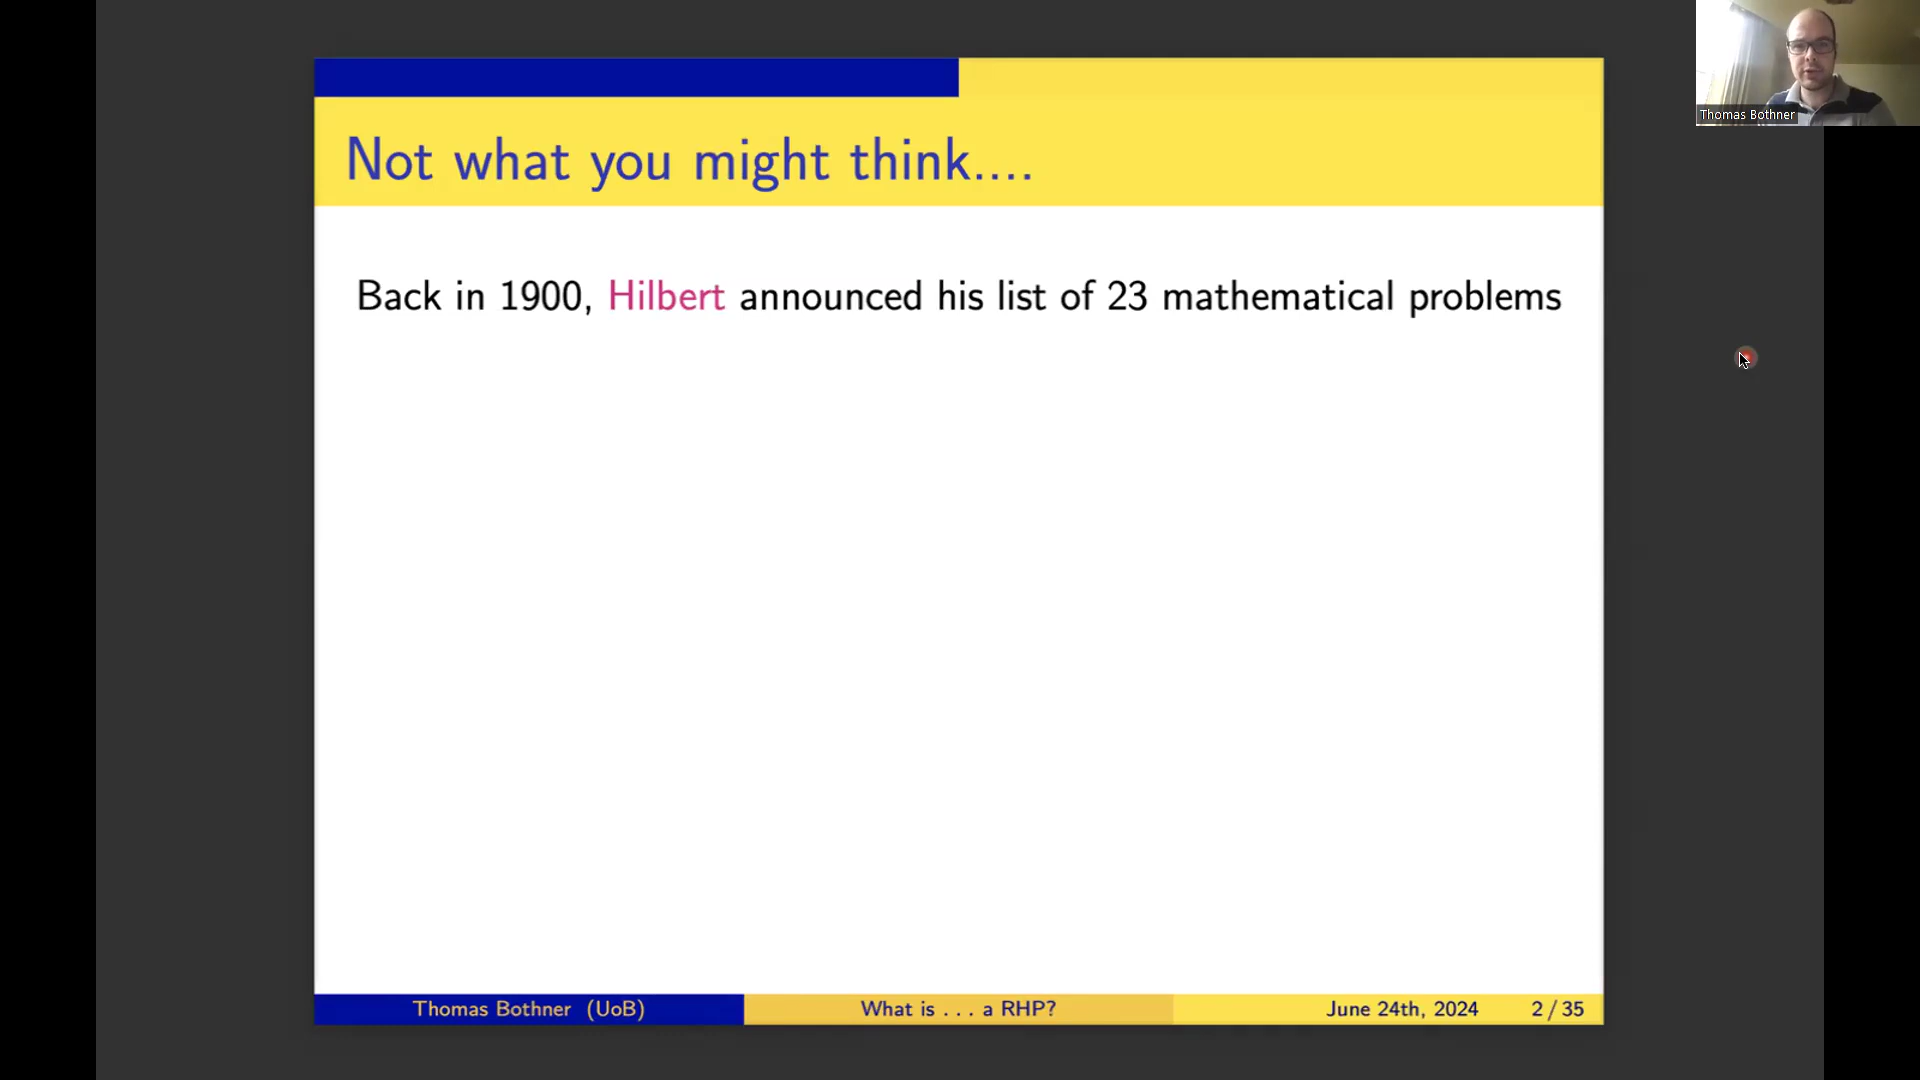 Thomas Bothner
Not what you might think....
Back in 1900, Hilbert announced his list of 23 mathematical problems
Thomas Bothner (UoB)
What is . . . a RHP?
June 24th, 2024
2 / 35